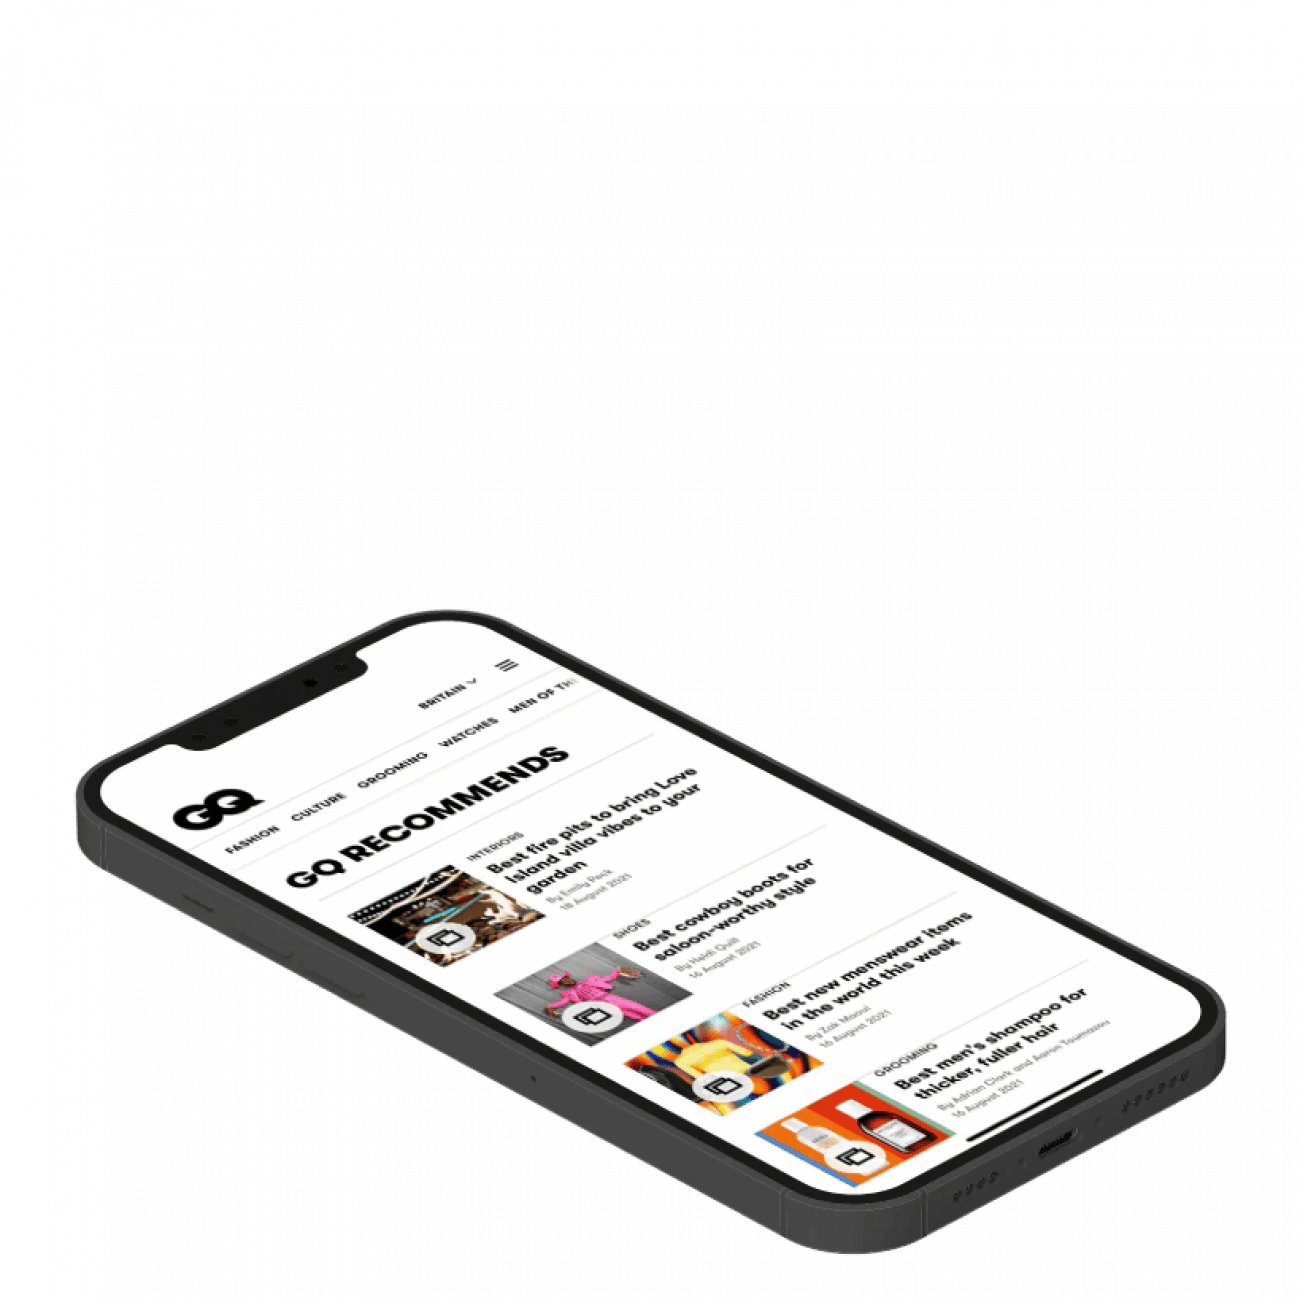 BRITAIN
GQ
FASHION CULTURE GROOMING WATCHES MEN OF TH
GQ RECOMMENDS
INTERIORS
Best fire pits to bring Love
Island villa vibes to your
garden
By Emily Peck
18 August 2021
SHOES
Best cowboy boots for
saloon-worthy style
By Heidi Quill
16 August 2021
FASHION
Best new menswear items
in the world this week
By Zak Maoui
16 August 2021
GROOMING
Best men's shampoo for
thicker, fuller hair
By Adrian Clark and Aaron Toumazou
16 August 2021